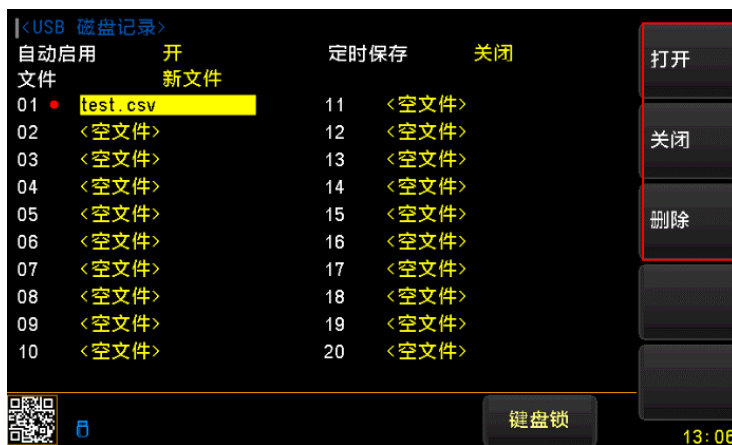 <USB 磁盘记录>
自动启用 开 定时保存 关闭
文件 新文件
01 test.csv 11 <空文件>
02 <空文件> 12 <空文件>
03 <空文件> 13 <空文件>
04 <空文件> 14 <空文件>
05 <空文件> 15 <空文件>
06 <空文件> 16 <空文件>
07 <空文件> 17 <空文件>
08 <空文件> 18 <空文件>
09 <空文件> 19 <空文件>
10 <空文件> 20 <空文件>
打开
关闭
删除
键盘锁
13:06